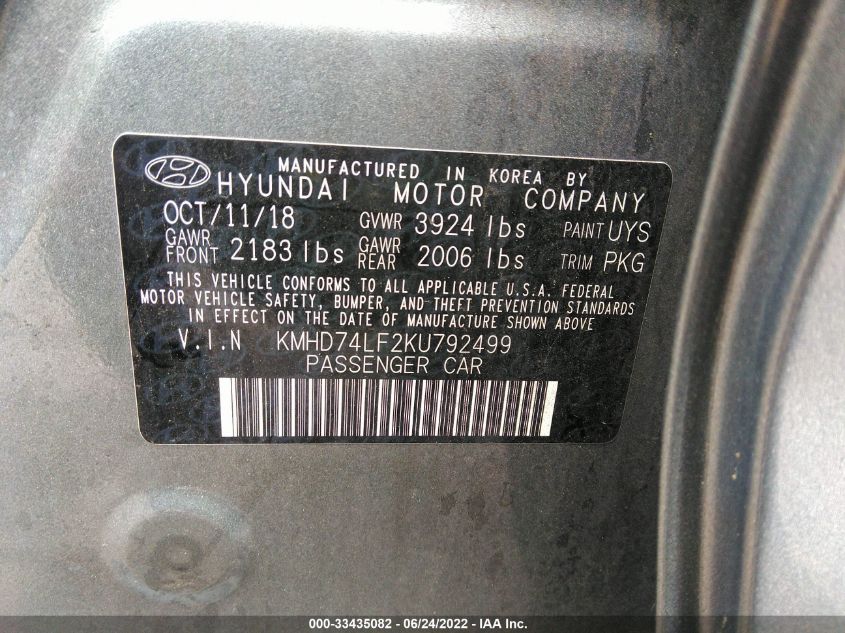 MANUFACTURED IN KOREA BY
HYUNDAI MOTOR COMPANY
OCT/11/18 GVWR 3924 lbs PAINT UYS
GAWR FRONT 2183 lbs GAWR REAR 2006 lbs TRIM PKG
THIS VEHICLE CONFORMS TO ALL APPLICABLE U.S.A. FEDERAL
MOTOR VEHICLE SAFETY, BUMPER, AND THEFT PREVENTION STANDARDS
IN EFFECT ON THE DATE OF MANUFACTURE SHOWN ABOVE
V.I.N KMHD74LF2KU792499
PASSENGER CAR
000-33435082 - 06/24/2022 - IAA Inc.